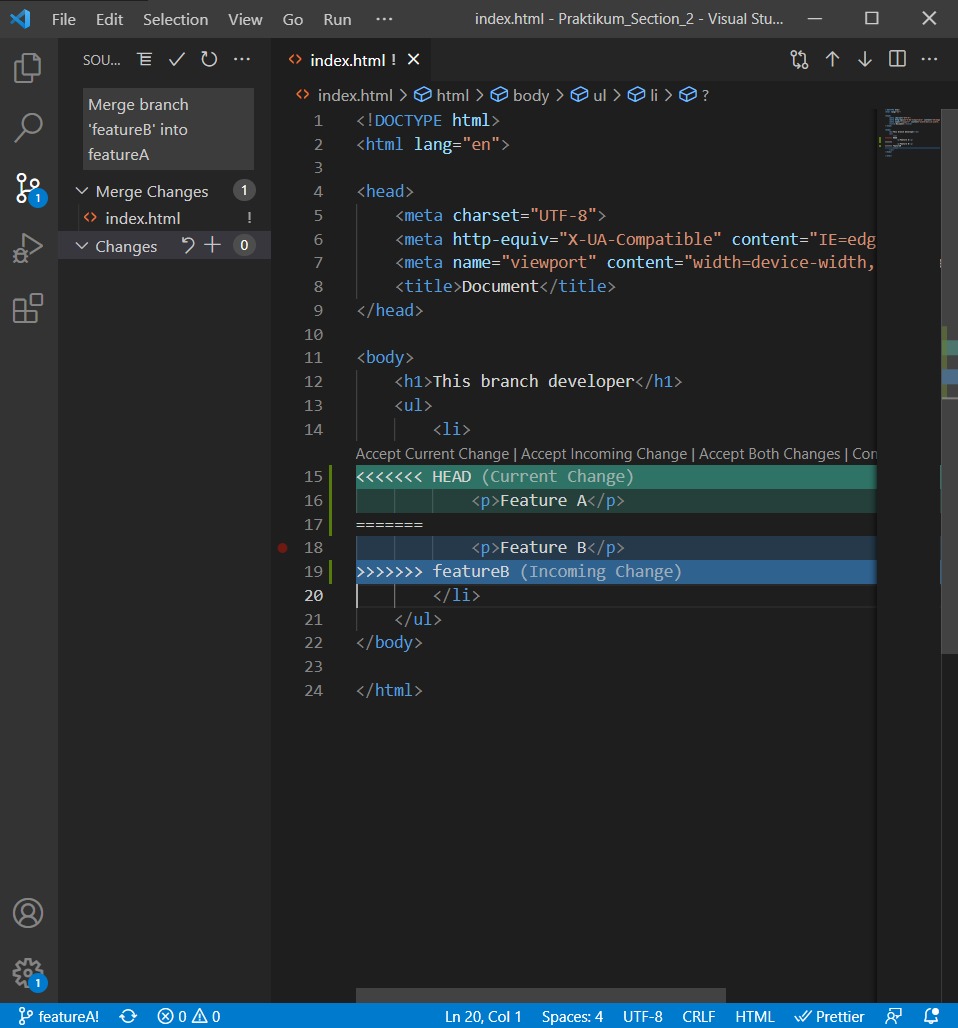 File Edit Selection View Go Run ··· index.html - Praktikum_Section_2 - Visual Stu...
SOU... ···
index.html !
···
index.html > html > body > ul > li > ?
Merge branch
'featureB' into
featureA
Merge Changes 1
index.html !
Changes 0
1
1 <!DOCTYPE html>
2 <html lang="en">
3
4 <head>
5 <meta charset="UTF-8">
6 <meta http-equiv="X-UA-Compatible" content="IE=edg
7 <meta name="viewport" content="width=device-width,
8 <title>Document</title>
9 </head>
10
11 <body>
12 <h1>This branch developer</h1>
13 <ul>
14 <li>
Accept Current Change | Accept Incoming Change | Accept Both Changes | Con
15 <<<<<<< HEAD (Current Change)
16 <p>Feature A</p>
17 =======
18 <p>Feature B</p>
19 >>>>>>> featureB (Incoming Change)
20 </li>
21 </ul>
22 </body>
23
24 </html>
1
featureA! 0 0 Ln 20, Col 1 Spaces: 4 UTF-8 CRLF HTML Prettier